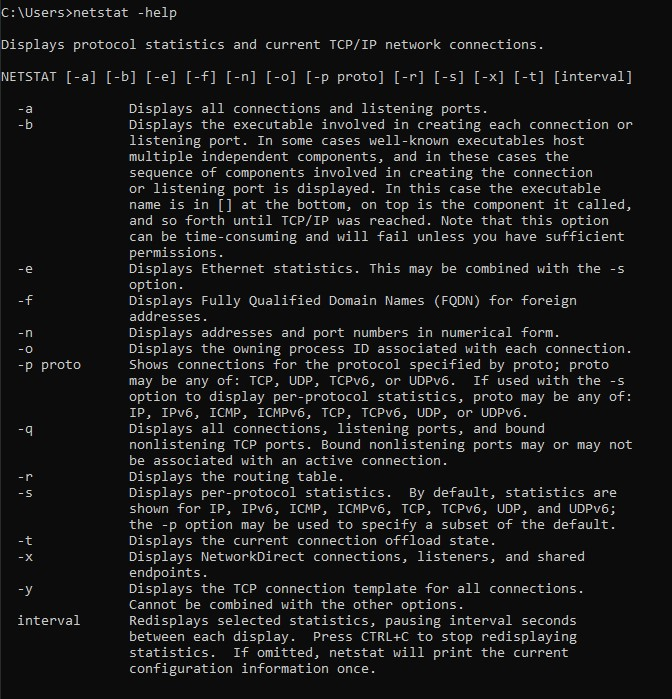 C:\Users>netstat -help
Displays protocol statistics and current TCP/IP network connections.
NETSTAT [-a] [-b] [-e] [-f] [-n] [-o] [-p proto] [-r] [-s] [-x] [-t] [interval]
-a Displays all connections and listening ports.
-b Displays the executable involved in creating each connection or
listening port. In some cases well-known executables host
multiple independent components, and in these cases the
sequence of components involved in creating the connection
or listening port is displayed. In this case the executable
name is in [] at the bottom, on top is the component it called,
and so forth until TCP/IP was reached. Note that this option
can be time-consuming and will fail unless you have sufficient
permissions.
-e Displays Ethernet statistics. This may be combined with the -s
option.
-f Displays Fully Qualified Domain Names (FQDN) for foreign
addresses.
-n Displays addresses and port numbers in numerical form.
-o Displays the owning process ID associated with each connection.
-p proto Shows connections for the protocol specified by proto; proto
may be any of: TCP, UDP, TCPv6, or UDPv6.  If used with the -s
option to display per-protocol statistics, proto may be any of:
IP, IPv6, ICMP, ICMPv6, TCP, TCPv6, UDP, or UDPv6.
-q Displays all connections, listening ports, and bound
nonlistening TCP ports. Bound nonlistening ports may or may not
be associated with an active connection.
-r Displays the routing table.
-s Displays per-protocol statistics.  By default, statistics are
shown for IP, IPv6, ICMP, ICMPv6, TCP, TCPv6, UDP, and UDPv6;
the -p option may be used to specify a subset of the default.
-t Displays the current connection offload state.
-x Displays NetworkDirect connections, listeners, and shared
endpoints.
-y Displays the TCP connection template for all connections.
Cannot be combined with the other options.
interval Redisplays selected statistics, pausing interval seconds
between each display.  Press CTRL+C to stop redisplaying
statistics.  If omitted, netstat will print the current
configuration information once.